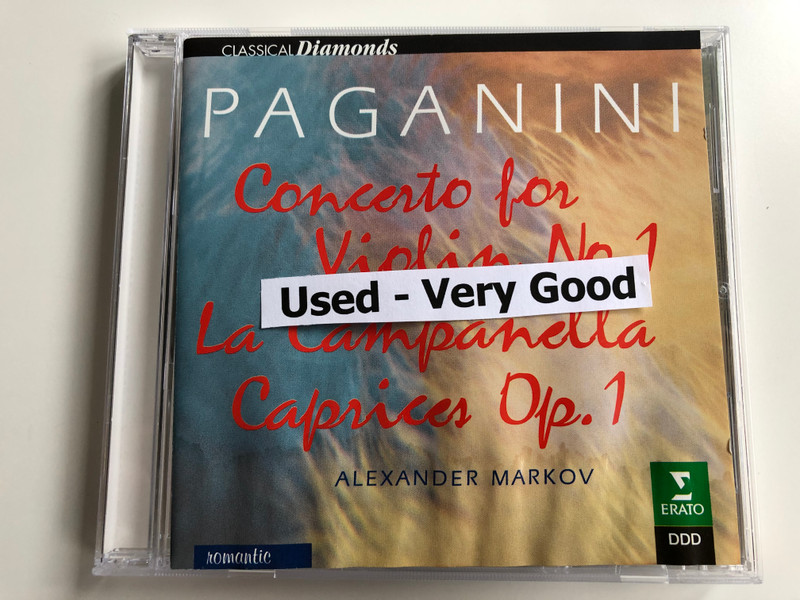 CLASSICAL Diamonds
PAGANINI
Concerto for
Violin No.1
Used - Very Good
La Campanella
Caprices Op.1
ALEXANDER MARKOV
ERATO
DDD
romantic